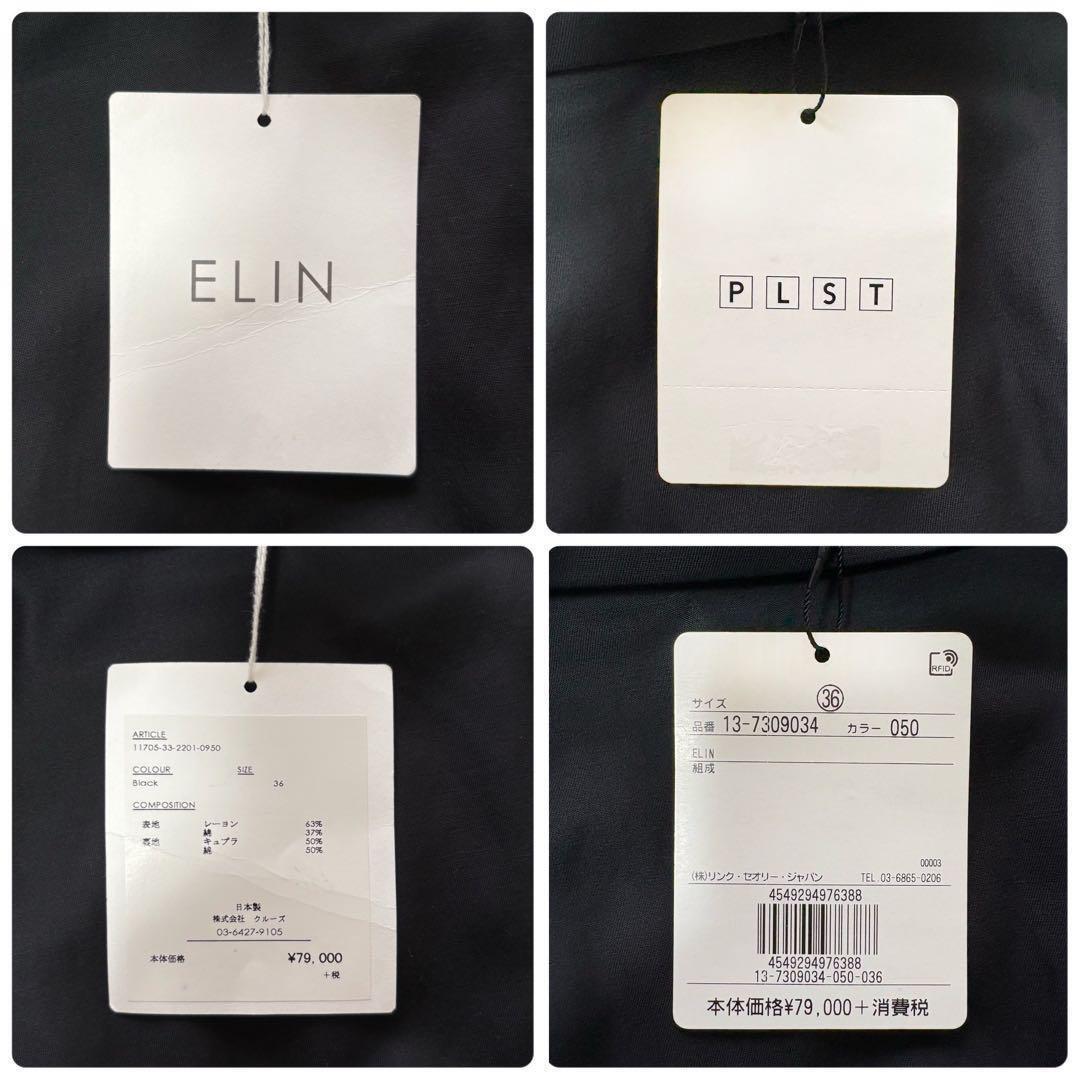 ELIN
PLST
ARTICLE
11705-33-2201-0950
COLOUR SIZE
Black 36
COMPOSITION
表地 レーヨン 63%
綿 37%
裏地 キュプラ 50%
綿 50%
日本製
株式会社 クルーズ
03-6427-9105
本体価格 ¥79,000
+税
RFID
サイズ 36
品番 13-7309034 カラー 050
ELIN
組成
00003
(株)リンク・セオリー・ジャパン TEL.03-6865-0206
4549294976388
4549294976388
13-7309034-050-036
本体価格¥79,000+消費税